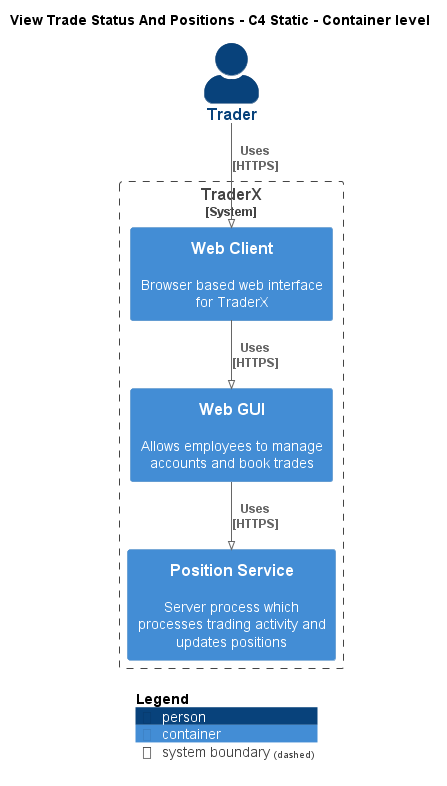 View Trade Status And Positions - C4 Static - Container level
Trader
Uses
[HTTPS]
TraderX
[System]
Web Client
Browser based web interface
for TraderX
Uses
[HTTPS]
Web GUI
Allows employees to manage
accounts and book trades
Uses
[HTTPS]
Position Service
Server process which
processes trading activity and
updates positions
Legend
person
container
system boundary (dashed)